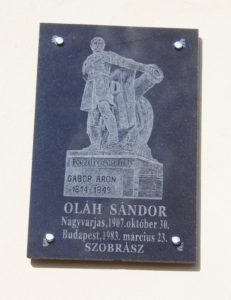 GÁBOR ÁRON
1814-1849
OLÁH SÁNDOR
Nagyvarjas, 1907. október 30.
Budapest, 1983. március 23.
SZOBRÁSZ